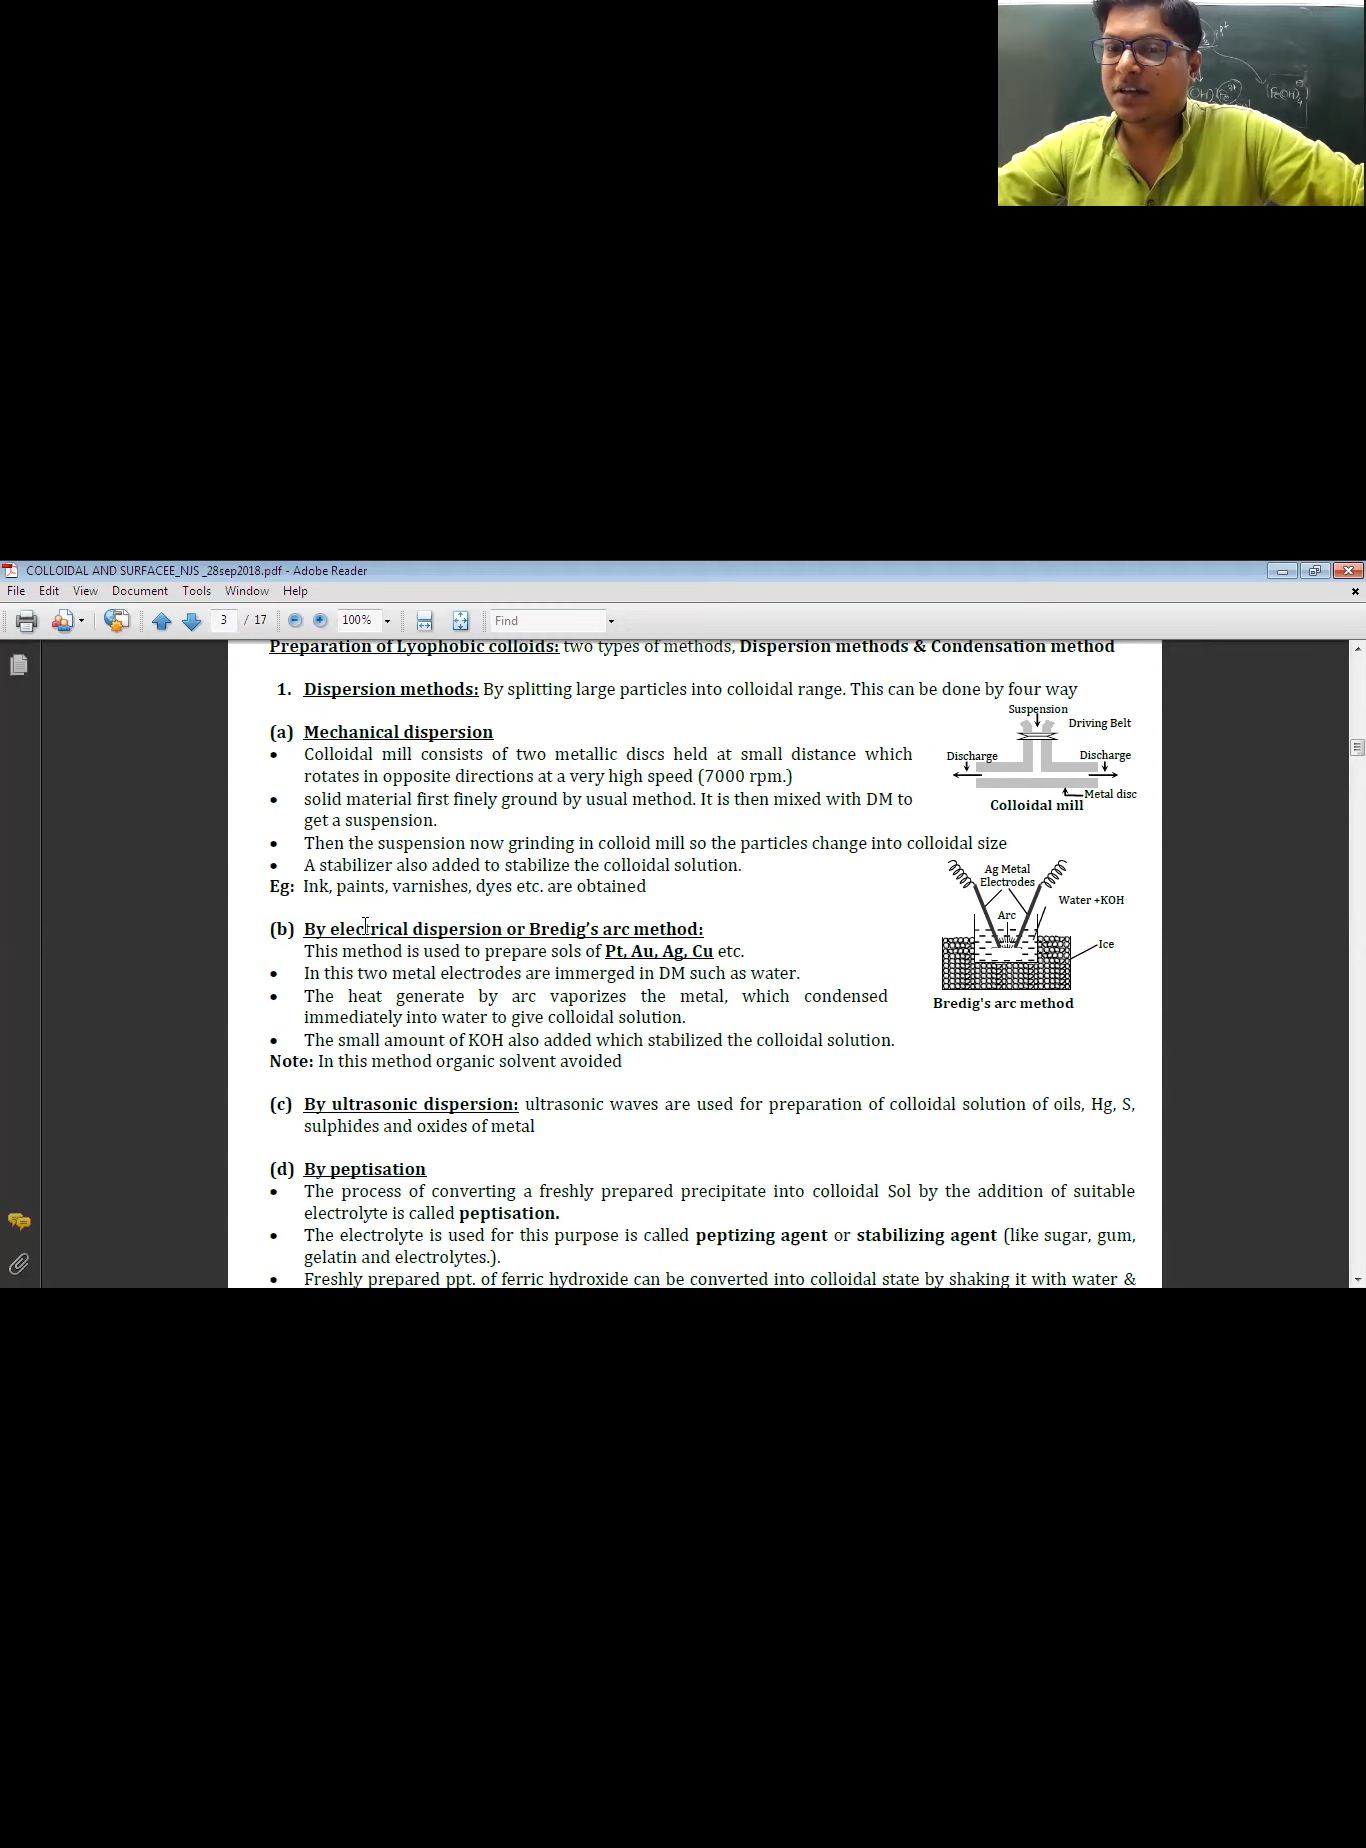 COLLOIDAL AND SURFACEE_NJS _28sep2018.pdf - Adobe Reader
File Edit View Document Tools Window Help
3 / 17 100% Find
Preparation of Lyophobic colloids: two types of methods, Dispersion methods & Condensation method
1. Dispersion methods: By splitting large particles into colloidal range. This can be done by four way
(a) Mechanical dispersion
• Colloidal mill consists of two metallic discs held at small distance which
rotates in opposite directions at a very high speed (7000 rpm.)
• solid material first finely ground by usual method. It is then mixed with DM to
get a suspension.
• Then the suspension now grinding in colloid mill so the particles change into colloidal size
• A stabilizer also added to stabilize the colloidal solution.
Eg: Ink, paints, varnishes, dyes etc. are obtained
Suspension
Driving Belt
Discharge
Discharge
Metal disc
Colloidal mill
(b) By electrical dispersion or Bredig's arc method:
This method is used to prepare sols of Pt, Au, Ag, Cu etc.
• In this two metal electrodes are immerged in DM such as water.
• The heat generate by arc vaporizes the metal, which condensed
immediately into water to give colloidal solution.
• The small amount of KOH also added which stabilized the colloidal solution.
Note: In this method organic solvent avoided
Ag Metal
Electrodes
Water +KOH
Arc
Ice
Bredig's arc method
(c) By ultrasonic dispersion: ultrasonic waves are used for preparation of colloidal solution of oils, Hg, S,
sulphides and oxides of metal
(d) By peptisation
• The process of converting a freshly prepared precipitate into colloidal Sol by the addition of suitable
electrolyte is called peptisation.
• The electrolyte is used for this purpose is called peptizing agent or stabilizing agent (like sugar, gum,
gelatin and electrolytes.).
• Freshly prepared ppt. of ferric hydroxide can be converted into colloidal state by shaking it with water &